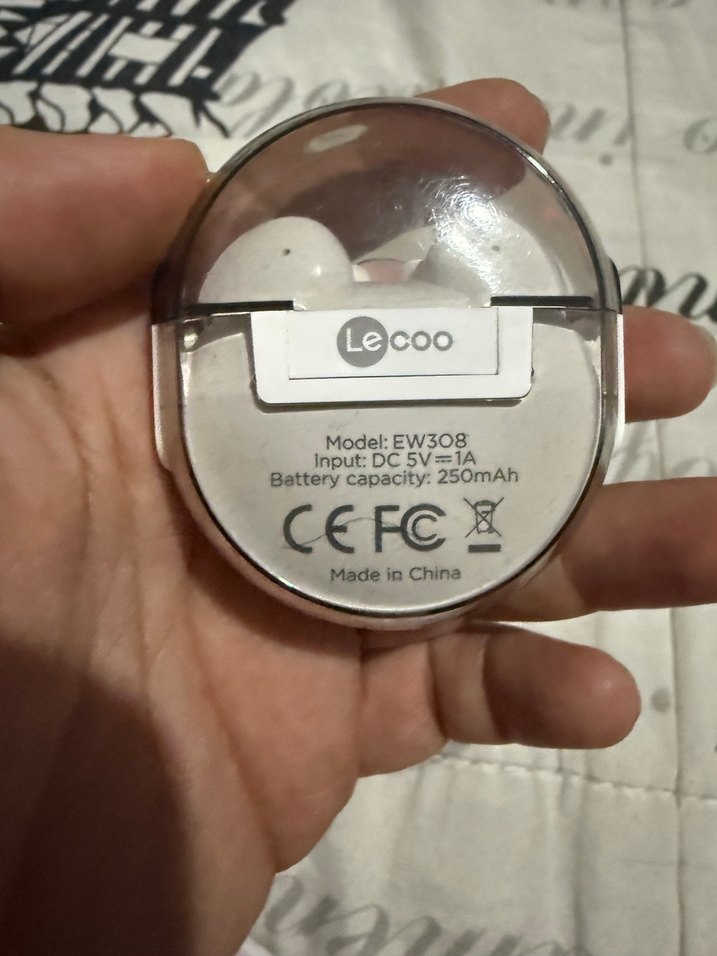 Lecoo
Model: EW308
Input: DC 5V⎓1A
Battery capacity: 250mAh
CE FC
Made in China